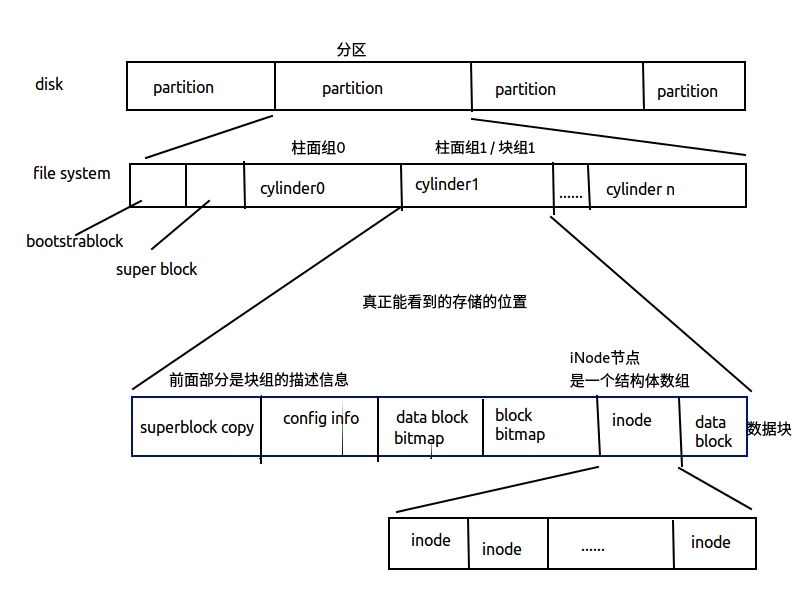 分区
disk
partition
partition
partition
partition
柱面组0
柱面组1 / 块组1
file system
cylinder0
cylinder1
......
cylinder n
bootstrablock
super block
真正能看到的存储的位置
iNode节点
前面部分是块组的描述信息
是一个结构体数组
superblock copy
config info
data block
bitmap
block
bitmap
inode
data
block
数据块
inode
inode
......
inode